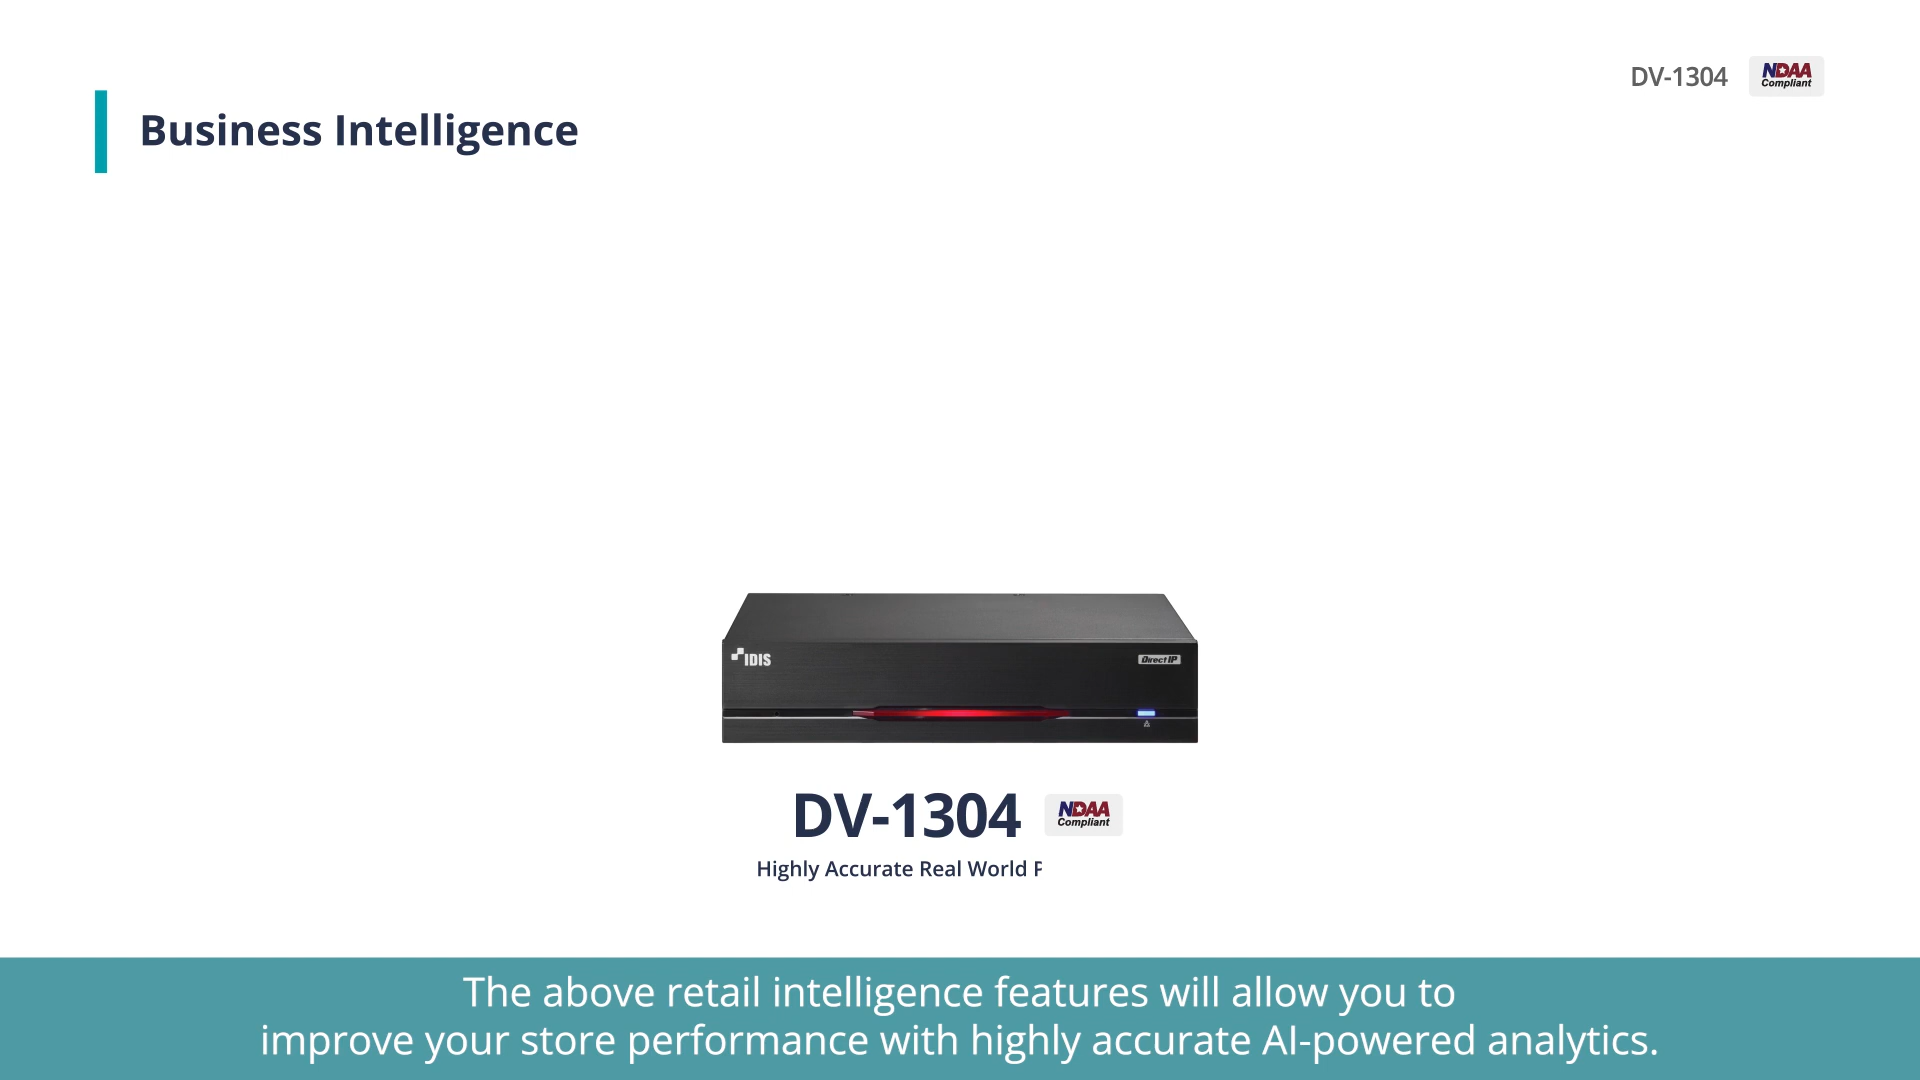 DV-1304
NDAA
Compliant
Business Intelligence
IDIS
Direct IP
DV-1304
NDAA
Compliant
Highly Accurate Real World
The above retail intelligence features will allow you to
improve your store performance with highly accurate AI-powered analytics.